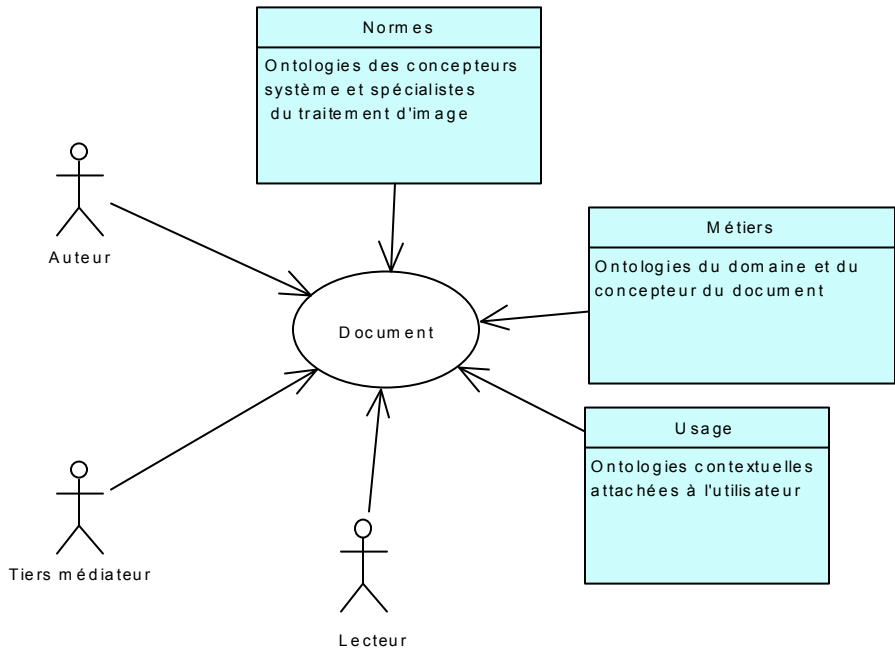 Normes
Ontologies des concepteurs
système et spécialistes
du traitement d'image
Auteur
Métiers
Ontologies du domaine et du
concepteur du document
Document
Usage
Ontologies contextuelles
attachées à l'utilisateur
Tiers médiateur
Lecteur